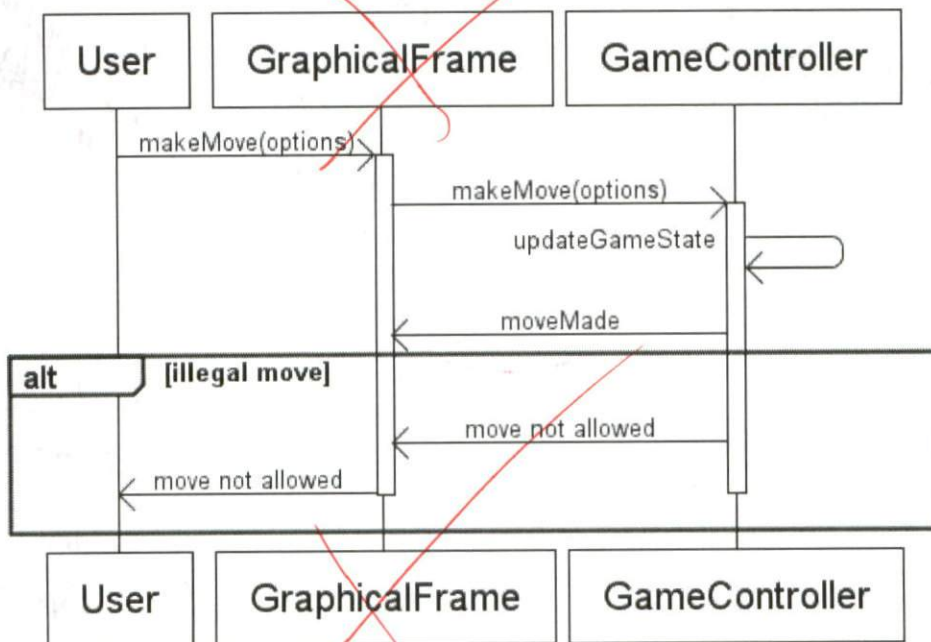 User GraphicalFrame GameController
makeMove(options)
makeMove(options)
updateGameState
moveMade
alt [illegal move]
move not allowed
move not allowed
User GraphicalFrame GameController